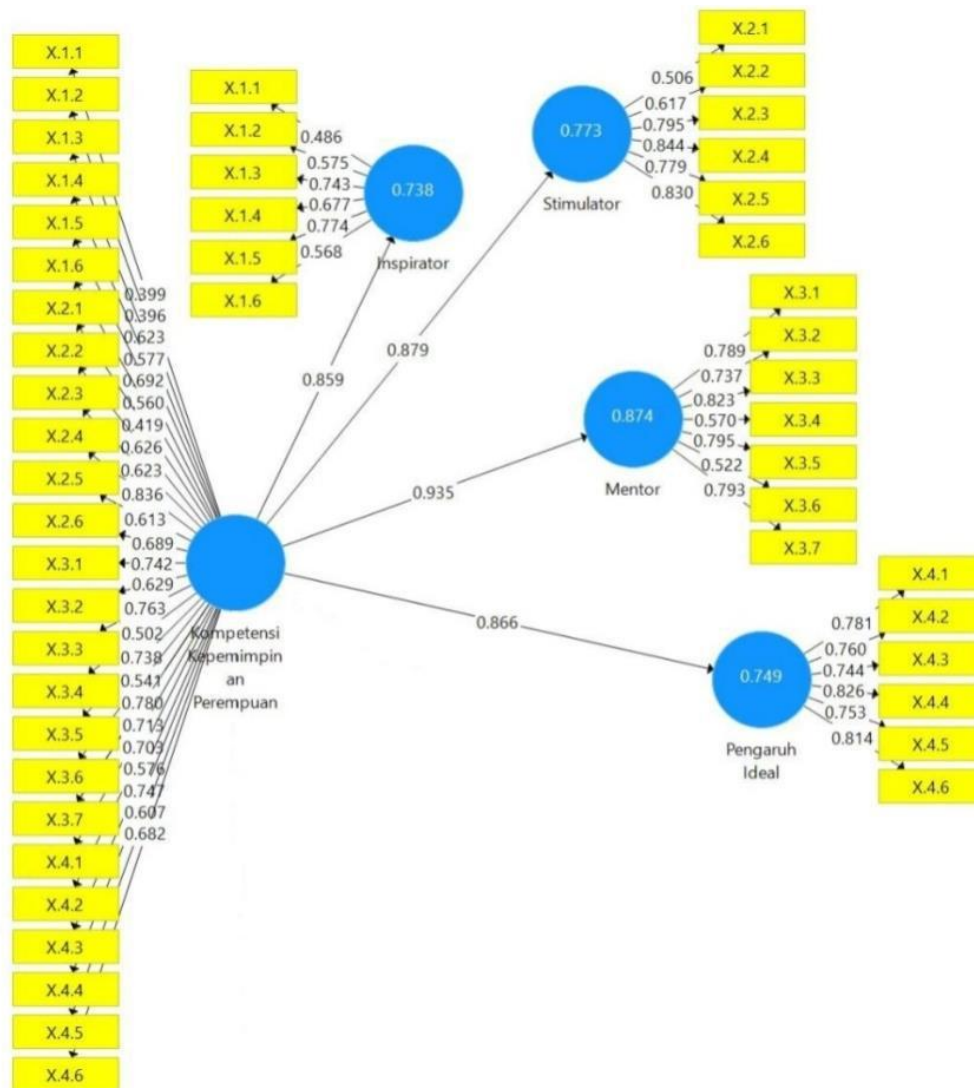 X.1.1
X.1.2
X.1.3
X.1.4
X.1.5
X.1.6
X.2.1
X.2.2
X.2.3
X.2.4
X.2.5
X.2.6
X.3.1
X.3.2
X.3.3
X.3.4
X.3.5
X.3.6
X.3.7
X.4.1
X.4.2
X.4.3
X.4.4
X.4.5
X.4.6
0.399
0.396
0.623
0.577
0.692
0.560
0.419
0.626
0.623
0.836
0.613
0.689
0.742
0.629
0.763
0.502
0.738
0.541
0.780
0.713
0.703
0.576
0.747
0.607
0.682
Kompetensi
Kepemimpin
an
Perempuan
0.859
0.879
0.935
0.866
X.1.1
X.1.2
X.1.3
X.1.4
X.1.5
X.1.6
0.486
0.575
0.743
0.677
0.774
0.568
0.738
Inspirator
0.773
Stimulator
0.506
0.617
0.795
0.844
0.779
0.830
X.2.1
X.2.2
X.2.3
X.2.4
X.2.5
X.2.6
0.874
Mentor
0.789
0.737
0.823
0.570
0.795
0.522
0.793
X.3.1
X.3.2
X.3.3
X.3.4
X.3.5
X.3.6
X.3.7
0.749
Pengaruh
Ideal
0.781
0.760
0.744
0.826
0.753
0.814
X.4.1
X.4.2
X.4.3
X.4.4
X.4.5
X.4.6